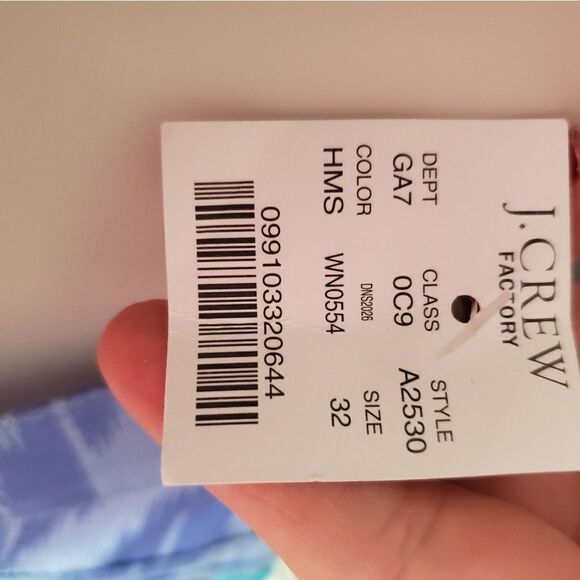 J.CREW
FACTORY
DEPT CLASS STYLE
GA7 0C9 A2530
COLOR DNS2026 SIZE
HMS WN0554 32
099103320644